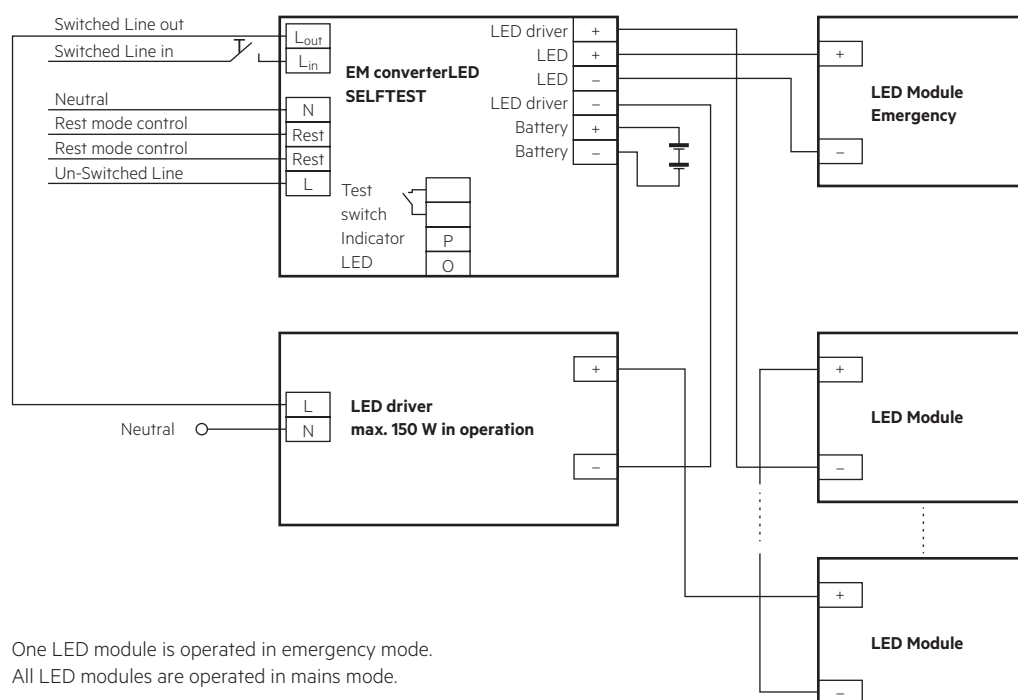 Switched Line out
Switched Line in
Neutral
Rest mode control
Rest mode control
Un-Switched Line
Lout
Lin
N
Rest
Rest
L
EM converterLED
SELFTEST
Test
switch
Indicator
LED
P
O
LED driver +
LED +
LED –
LED driver –
Battery +
Battery –
+
–
LED Module
Emergency
Neutral
L
N
LED driver
max. 150 W in operation
+
–
+
–
LED Module
+
–
LED Module
One LED module is operated in emergency mode.
All LED modules are operated in mains mode.